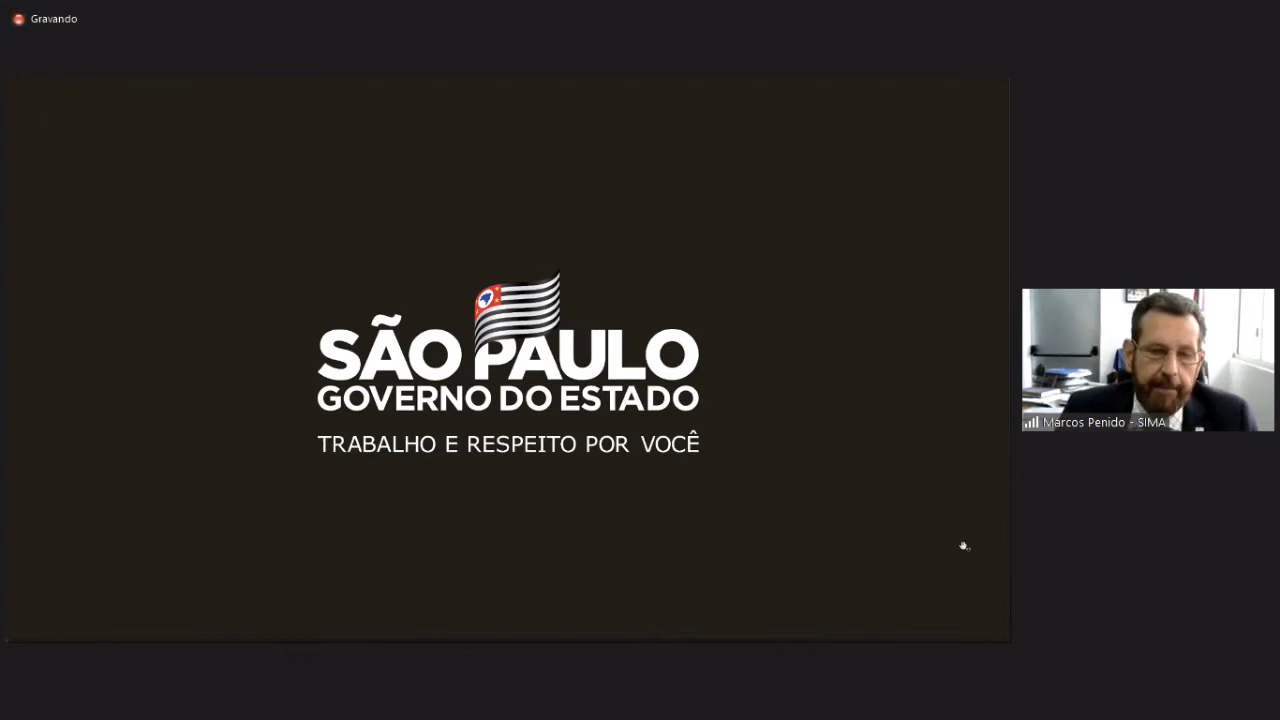 Gravando
SÃO PAULO
GOVERNO DO ESTADO
TRABALHO E RESPEITO POR VOCÊ
Marcos Penido - SIMA